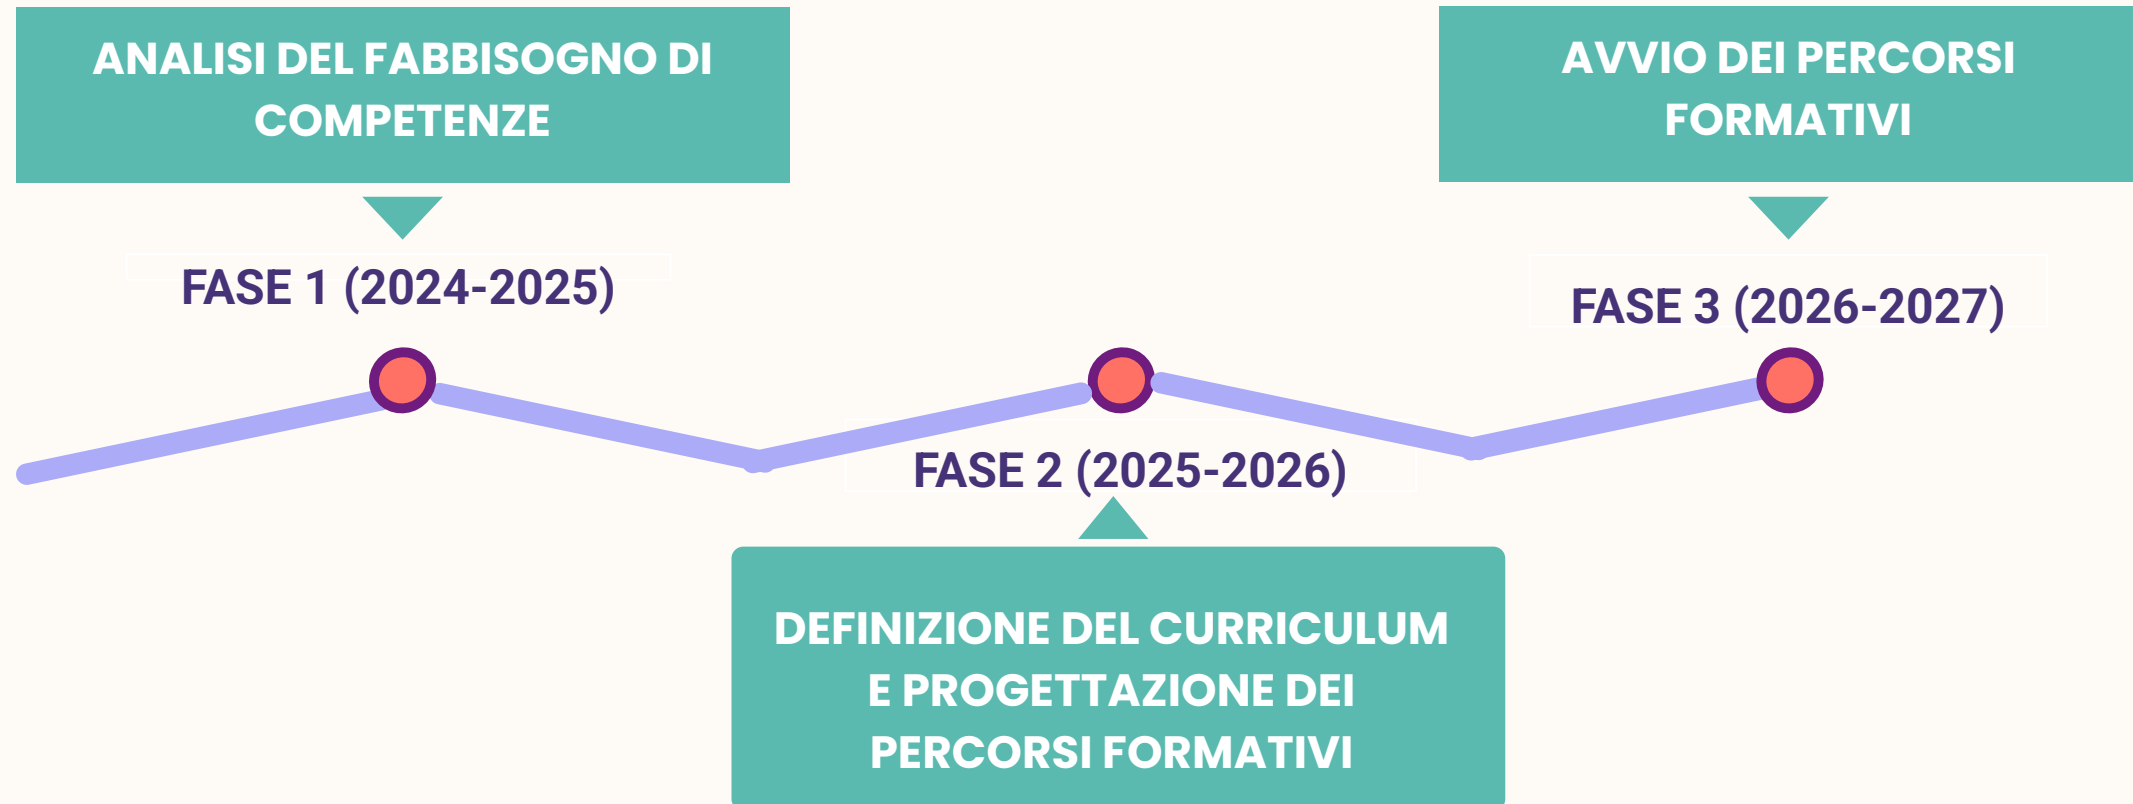 ANALISI DEL FABBISOGNO DI
COMPETENZE
FASE 1 (2024-2025)
FASE 2 (2025-2026)
DEFINIZIONE DEL CURRICULUM
E PROGETTAZIONE DEI
PERCORSI FORMATIVI
AVVIO DEI PERCORSI
FORMATIVI
FASE 3 (2026-2027)